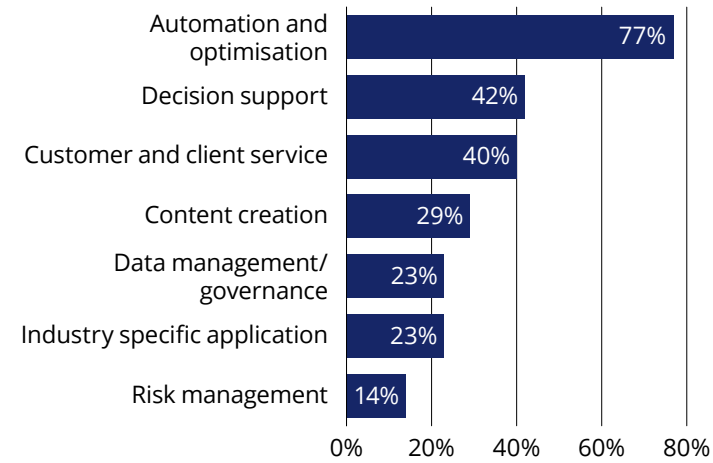 Automation and
optimisation
77%
Decision support
42%
Customer and client service
40%
Content creation
29%
Data management/
governance
23%
Industry specific application
23%
Risk management
14%
0% 20% 40% 60% 80%